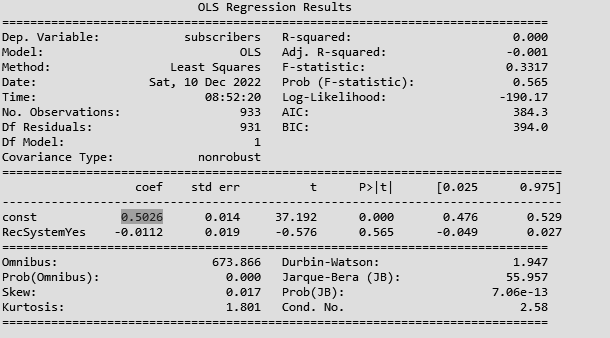 OLS Regression Results
==============================================================================
Dep. Variable: subscribers R-squared: 0.000
Model: OLS Adj. R-squared: -0.001
Method: Least Squares F-statistic: 0.3317
Date: Sat, 10 Dec 2022 Prob (F-statistic): 0.565
Time: 08:52:20 Log-Likelihood: -190.17
No. Observations: 933 AIC: 384.3
Df Residuals: 931 BIC: 394.0
Df Model: 1
Covariance Type: nonrobust
================================================================================
coef std err t P>|t| [0.025 0.975]
--------------------------------------------------------------------------------
const 0.5026 0.014 37.192 0.000 0.476 0.529
RecSystemYes -0.0112 0.019 -0.576 0.565 -0.049 0.027
==============================================================================
Omnibus: 673.866 Durbin-Watson: 1.947
Prob(Omnibus): 0.000 Jarque-Bera (JB): 55.957
Skew: 0.017 Prob(JB): 7.06e-13
Kurtosis: 1.801 Cond. No. 2.58
==============================================================================